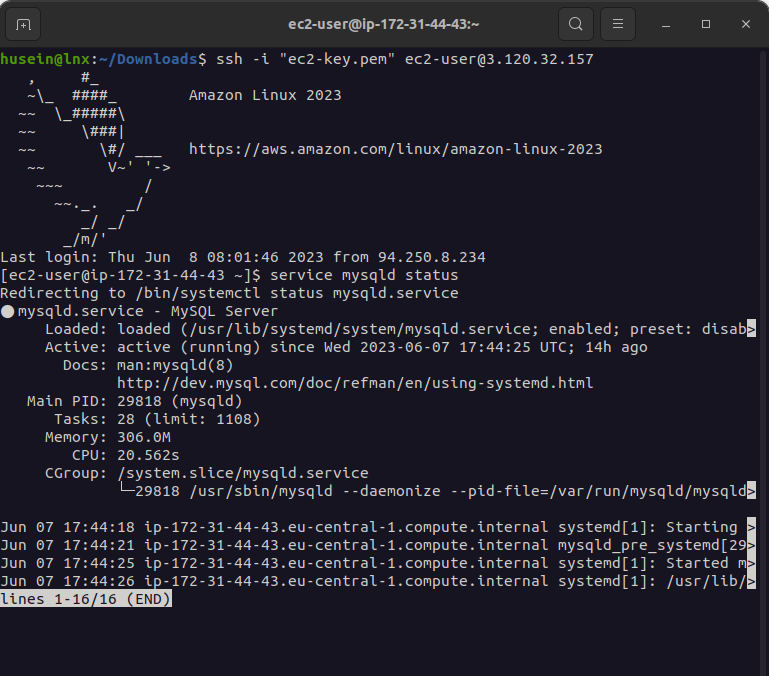 ec2-user@ip-172-31-44-43:~
husein@lnx:~/Downloads$ ssh -i "ec2-key.pem" ec2-user@3.120.32.157
   ,     #_
   ~\_  ####_        Amazon Linux 2023
  ~~  \_#####\
  ~~     \###|
  ~~       \#/ ___   https://aws.amazon.com/linux/amazon-linux-2023
   ~~       V~' '->
    ~~~         /
      ~~._.   _/
         _/ _/
       _/m/'
Last login: Thu Jun  8 08:01:46 2023 from 94.250.8.234
[ec2-user@ip-172-31-44-43 ~]$ service mysqld status
Redirecting to /bin/systemctl status mysqld.service
● mysqld.service - MySQL Server
     Loaded: loaded (/usr/lib/systemd/system/mysqld.service; enabled; preset: disab>
     Active: active (running) since Wed 2023-06-07 17:44:25 UTC; 14h ago
       Docs: man:mysqld(8)
             http://dev.mysql.com/doc/refman/en/using-systemd.html
   Main PID: 29818 (mysqld)
      Tasks: 28 (limit: 1108)
     Memory: 306.0M
        CPU: 20.562s
     CGroup: /system.slice/mysqld.service
             └─29818 /usr/sbin/mysqld --daemonize --pid-file=/var/run/mysqld/mysqld>
Jun 07 17:44:18 ip-172-31-44-43.eu-central-1.compute.internal systemd[1]: Starting >
Jun 07 17:44:21 ip-172-31-44-43.eu-central-1.compute.internal mysqld_pre_systemd[29>
Jun 07 17:44:25 ip-172-31-44-43.eu-central-1.compute.internal systemd[1]: Started m>
Jun 07 17:44:26 ip-172-31-44-43.eu-central-1.compute.internal systemd[1]: /usr/lib/>
lines 1-16/16 (END)